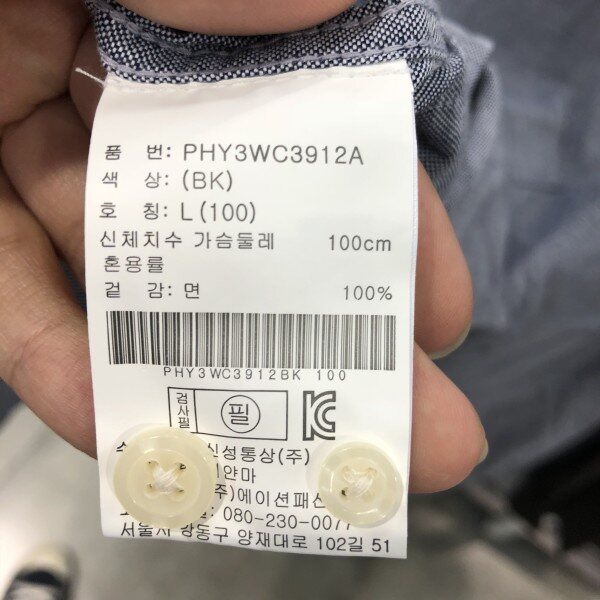 품 번: PHY3WC3912A
색 상: (BK)
호 칭: L (100)
신체치수 가슴둘레 100cm
혼용률
겉 감: 면 100%
PHY3WC3912BK 100
검사필 필 KC
신성통상(주)
얀마
(주)에이션패션
: 080-230-0077
서울시 강동구 양재대로 102길 51